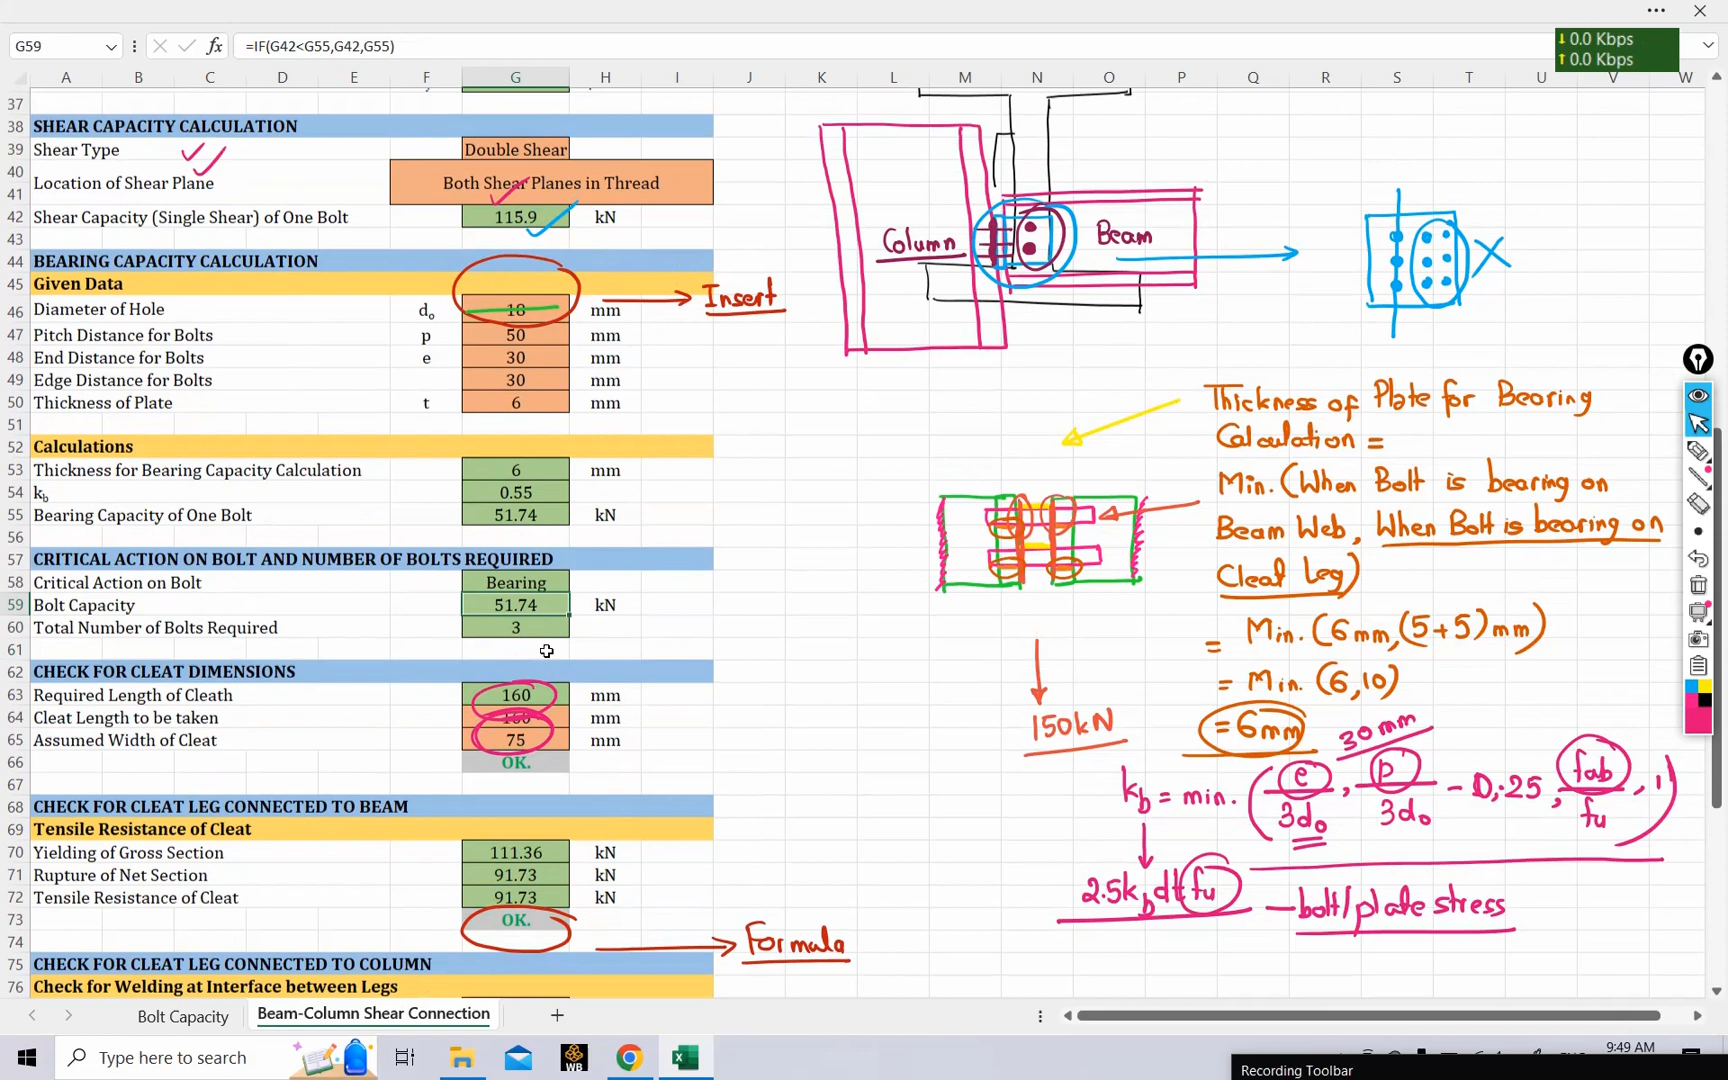 G59
fx
=IF(G42<G55,G42,G55)
↓ 0.0 Kbps
↑ 0.0 Kbps
A B C D E F G H I J K L M N O P Q R S T U V W X
37
38 SHEAR CAPACITY CALCULATION
39 Shear Type Double Shear
40
Location of Shear Plane Both Shear Planes in Thread
41
42 Shear Capacity (Single Shear) of One Bolt 115.9 kN
43
44 BEARING CAPACITY CALCULATION
45 Given Data
46 Diameter of Hole do 18 mm
47 Pitch Distance for Bolts p 50 mm
48 End Distance for Bolts e 30 mm
49 Edge Distance for Bolts 30 mm
50 Thickness of Plate t 6 mm
51
52 Calculations
53 Thickness for Bearing Capacity Calculation 6 mm
54 kb 0.55
55 Bearing Capacity of One Bolt 51.74 kN
56
57 CRITICAL ACTION ON BOLT AND NUMBER OF BOLTS REQUIRED
58 Critical Action on Bolt Bearing
59 Bolt Capacity 51.74 kN
60 Total Number of Bolts Required 3
61
62 CHECK FOR CLEAT DIMENSIONS
63 Required Length of Cleath 160 mm
64 Cleat Length to be taken 160 mm
65 Assumed Width of Cleat 75 mm
66 OK.
67
68 CHECK FOR CLEAT LEG CONNECTED TO BEAM
69 Tensile Resistance of Cleat
70 Yielding of Gross Section 111.36 kN
71 Rupture of Net Section 91.73 kN
72 Tensile Resistance of Cleat 91.73 kN
73 OK.
74
75 CHECK FOR CLEAT LEG CONNECTED TO COLUMN
76 Check for Welding at Interface between Legs
Insert
Formula
Column
Beam
X
Thickness of Plate for Bearing
Calculation =
Min. (When Bolt is bearing on
Beam Web, When Bolt is bearing on
Cleat Leg)
= Min. (6mm,(5+5)mm)
= Min. (6,10)
= 6mm
150kN
30mm
kb = min. (e/3do, p/3do - 0.25, fab/fu, 1)
2.5kb dt fu - bolt/plate stress
Bolt Capacity
Beam-Column Shear Connection
Type here to search
WB
9:49 AM
Recording Toolbar